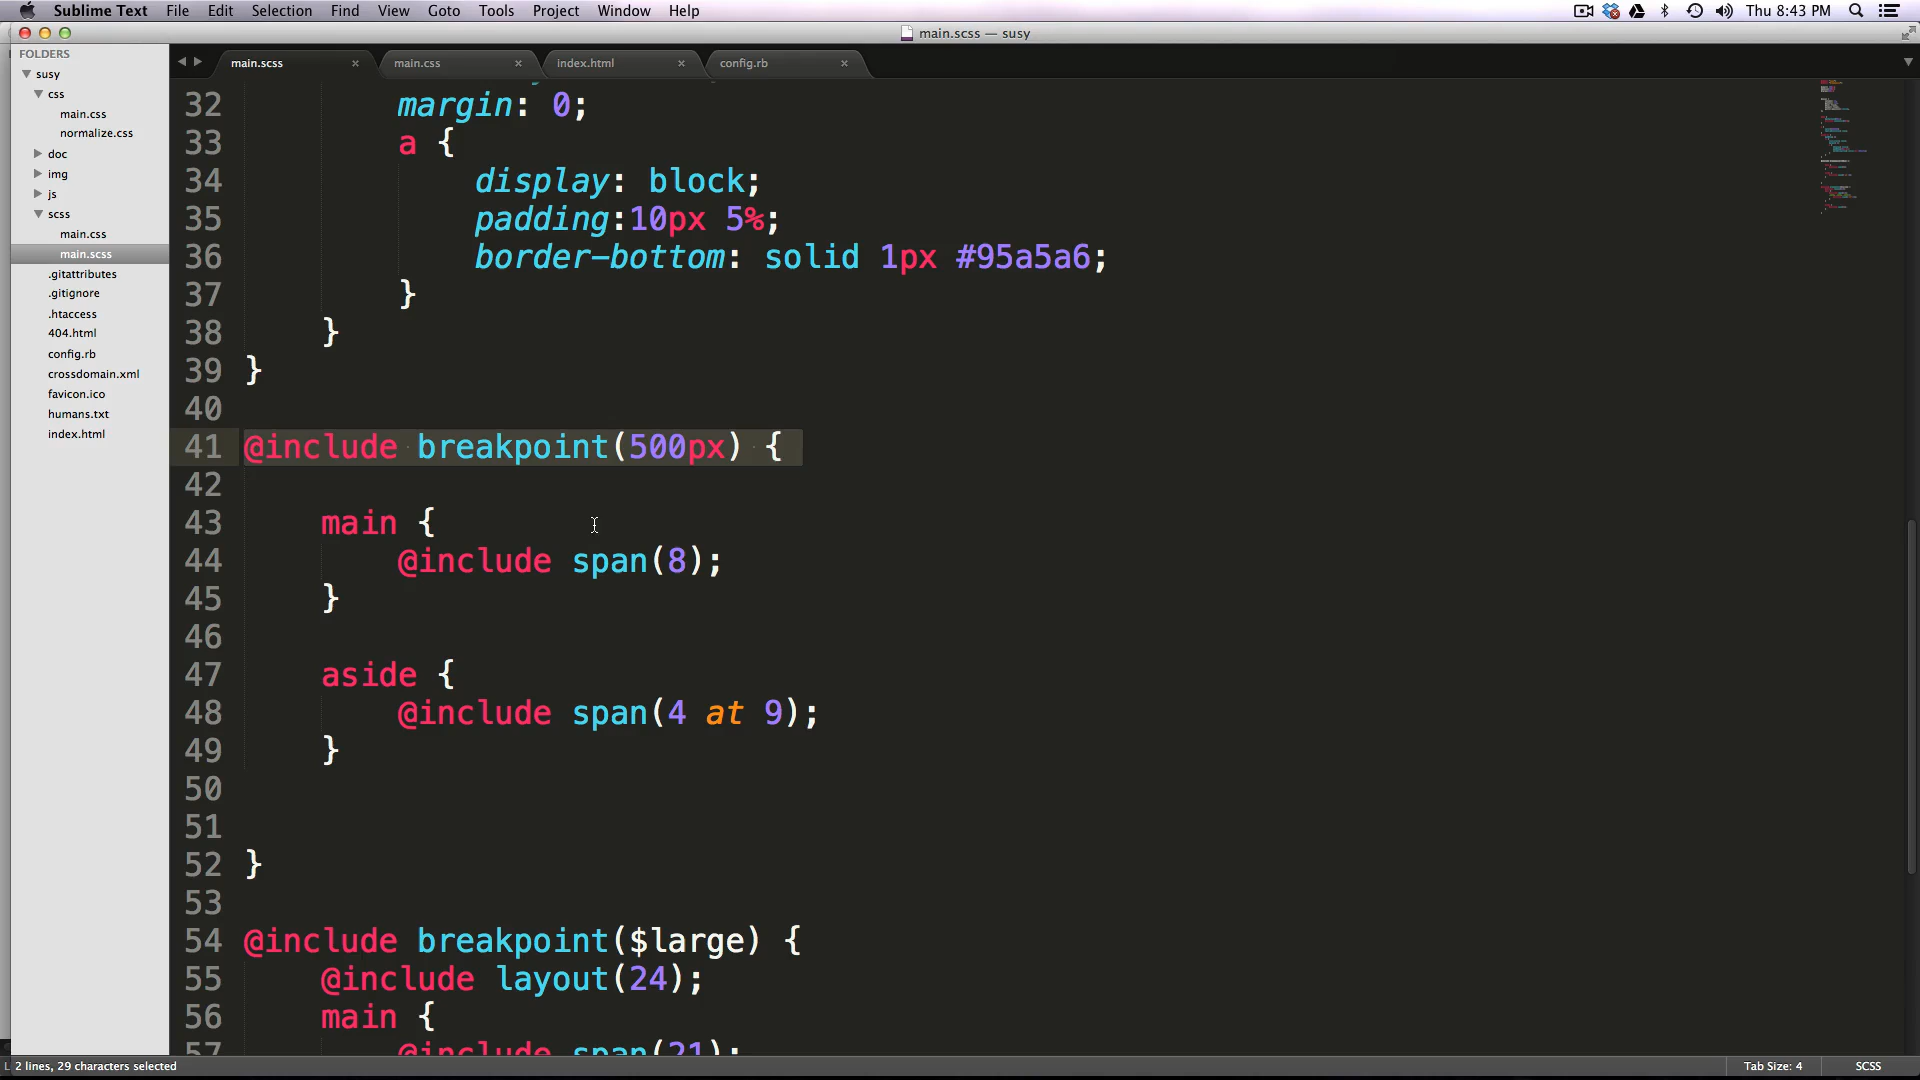 Sublime Text File Edit Selection Find View Goto Tools Project Window Help Thu 8:43 PM
main.scss — susy
FOLDERS
susy
css
main.css
normalize.css
doc
img
js
scss
main.css
main.scss
.gitattributes
.gitignore
.htaccess
404.html
config.rb
crossdomain.xml
favicon.ico
humans.txt
index.html
main.scss × main.css × index.html × config.rb ×
32 margin: 0;
33 a {
34 display: block;
35 padding:10px 5%;
36 border-bottom: solid 1px #95a5a6;
37 }
38 }
39 }
40
41 @include breakpoint(500px) {
42
43 main {
44 @include span(8);
45 }
46
47 aside {
48 @include span(4 at 9);
49 }
50
51
52 }
53
54 @include breakpoint($large) {
55 @include layout(24);
56 main {
57 @include span(21);
2 lines, 29 characters selected Tab Size: 4 SCSS